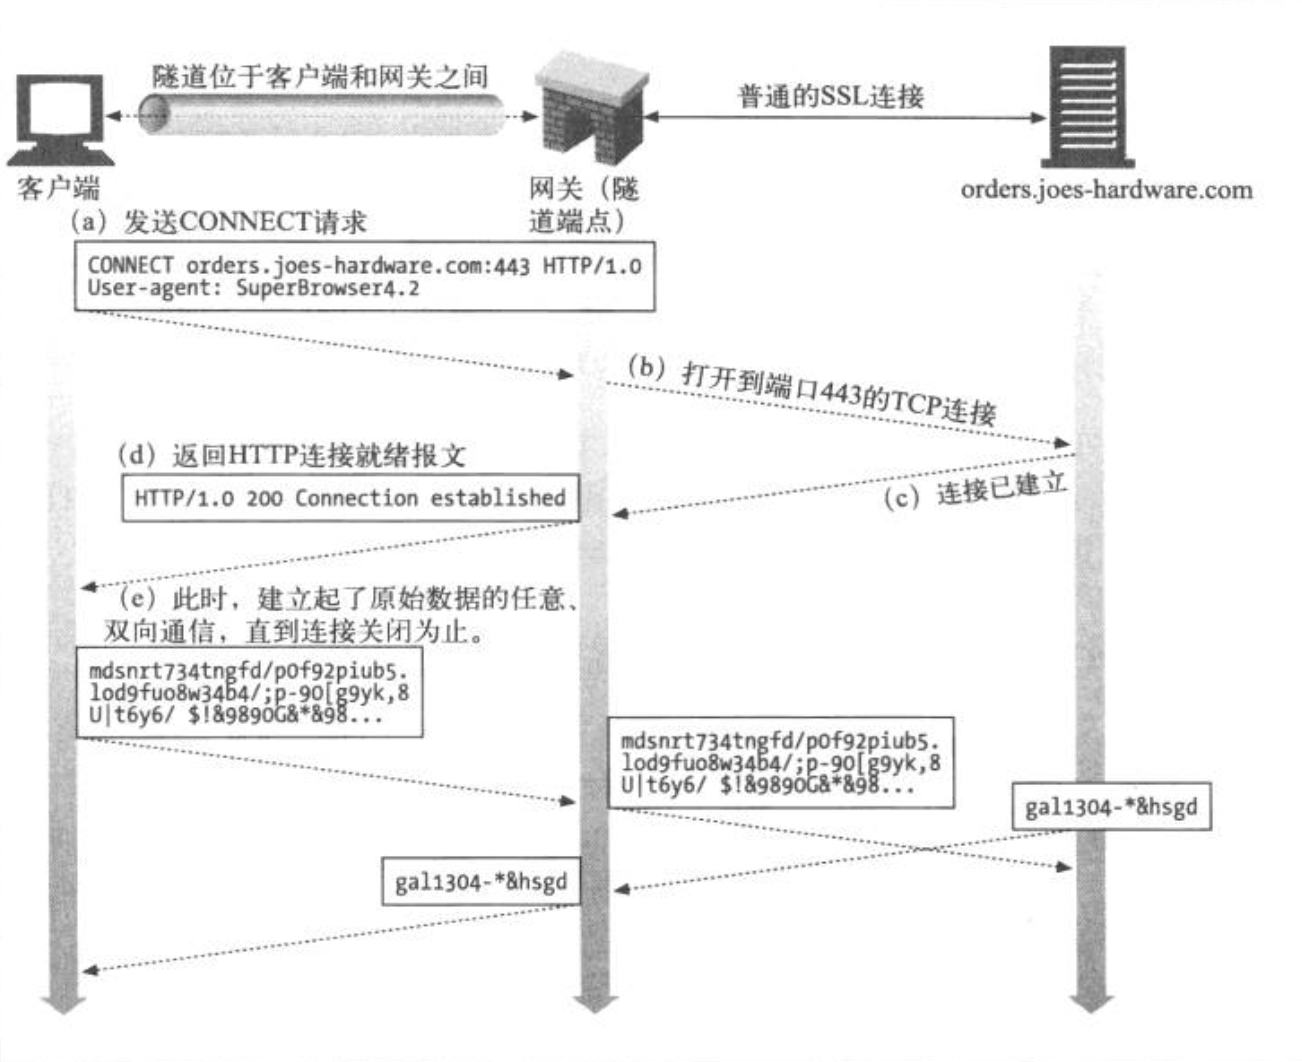 隧道位于客户端和网关之间
普通的SSL连接
客户端
网关（隧
道端点）
orders.joes-hardware.com
（a）发送CONNECT请求
CONNECT orders.joes-hardware.com:443 HTTP/1.0
User-agent: SuperBrowser4.2
（b）打开到端口443的TCP连接
（c）连接已建立
（d）返回HTTP连接就绪报文
HTTP/1.0 200 Connection established
（e）此时，建立起了原始数据的任意、
双向通信，直到连接关闭为止。
mdsnrt734tngfd/p0f92piub5.
lod9fuo8w34b4/;p-90[g9yk,8
U|t6y6/ $!&9890G&*&98...
mdsnrt734tngfd/p0f92piub5.
lod9fuo8w34b4/;p-90[g9yk,8
U|t6y6/ $!&9890G&*&98...
gal1304-*&hsgd
gal1304-*&hsgd